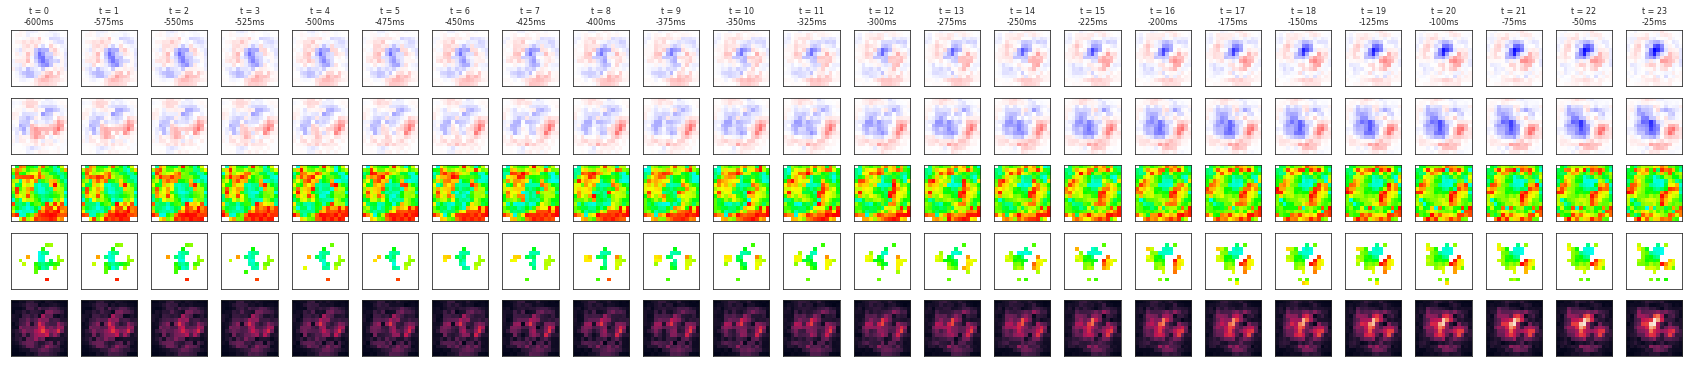 t = 0 t = 1 t = 2 t = 3 t = 4 t = 5 t = 6 t = 7 t = 8 t = 9 t = 10 t = 11 t = 12 t = 13 t = 14 t = 15 t = 16 t = 17 t = 18 t = 19 t = 20 t = 21 t = 22 t = 23
-600ms -575ms -550ms -525ms -500ms -475ms -450ms -425ms -400ms -375ms -350ms -325ms -300ms -275ms -250ms -225ms -200ms -175ms -150ms -125ms -100ms -75ms -50ms -25ms